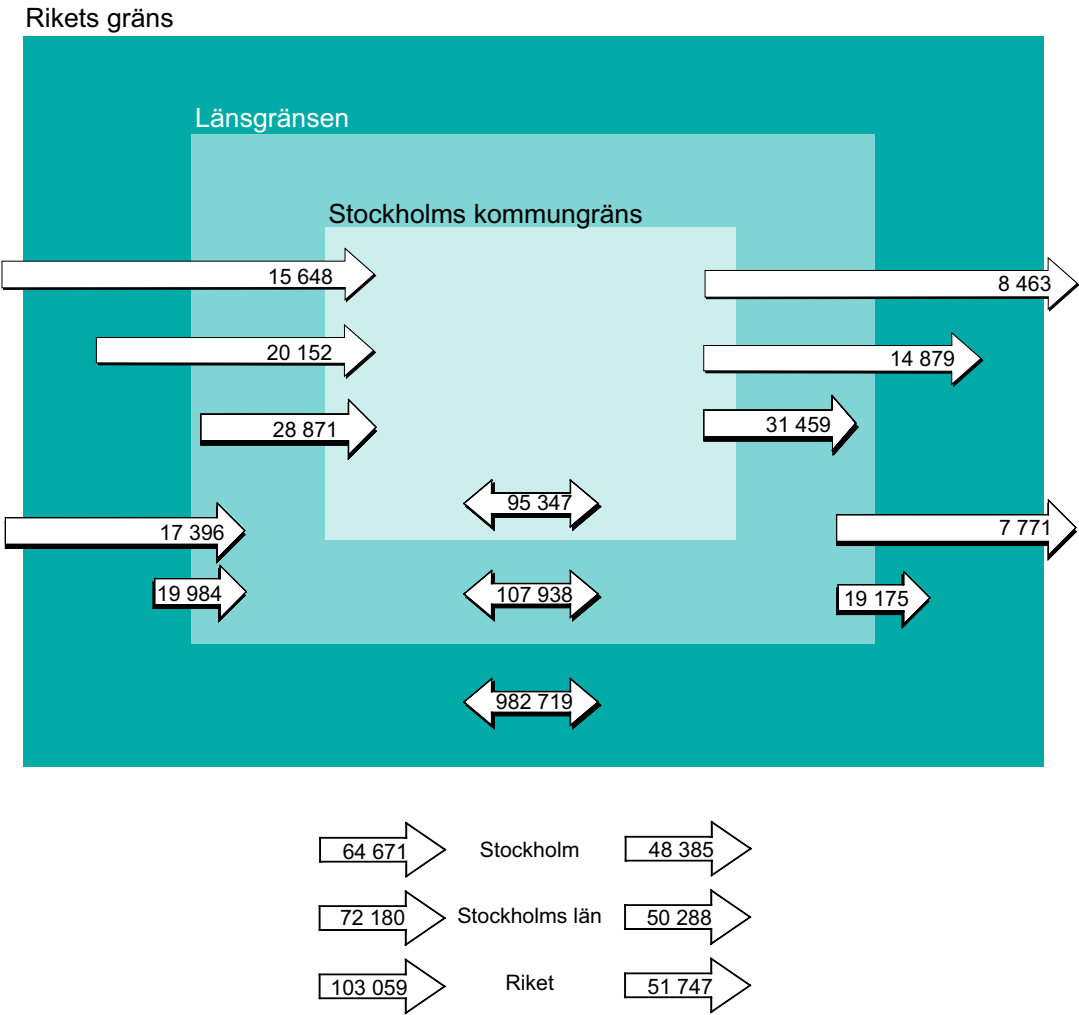 Rikets gräns
Länsgränsen
Stockholms kommungräns
15 648
8 463
20 152
14 879
28 871
31 459
95 347
17 396
7 771
19 984
107 938
19 175
982 719
64 671 Stockholm 48 385
72 180 Stockholms län 50 288
103 059 Riket 51 747